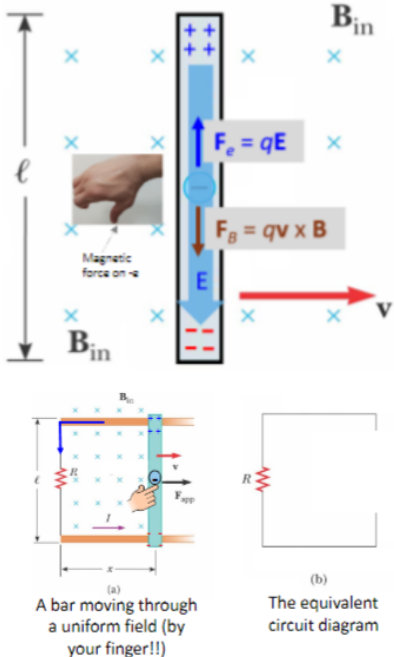 B_in
+ +
+ +
F_e = qE
ℓ
−
F_B = qv x B
Magnetic
force on -e
E
v
− −
− −
B_in
B_in
R
ℓ
v
F_app
I
x
(a)
A bar moving through
a uniform field (by
your finger!!)
R
(b)
The equivalent
circuit diagram